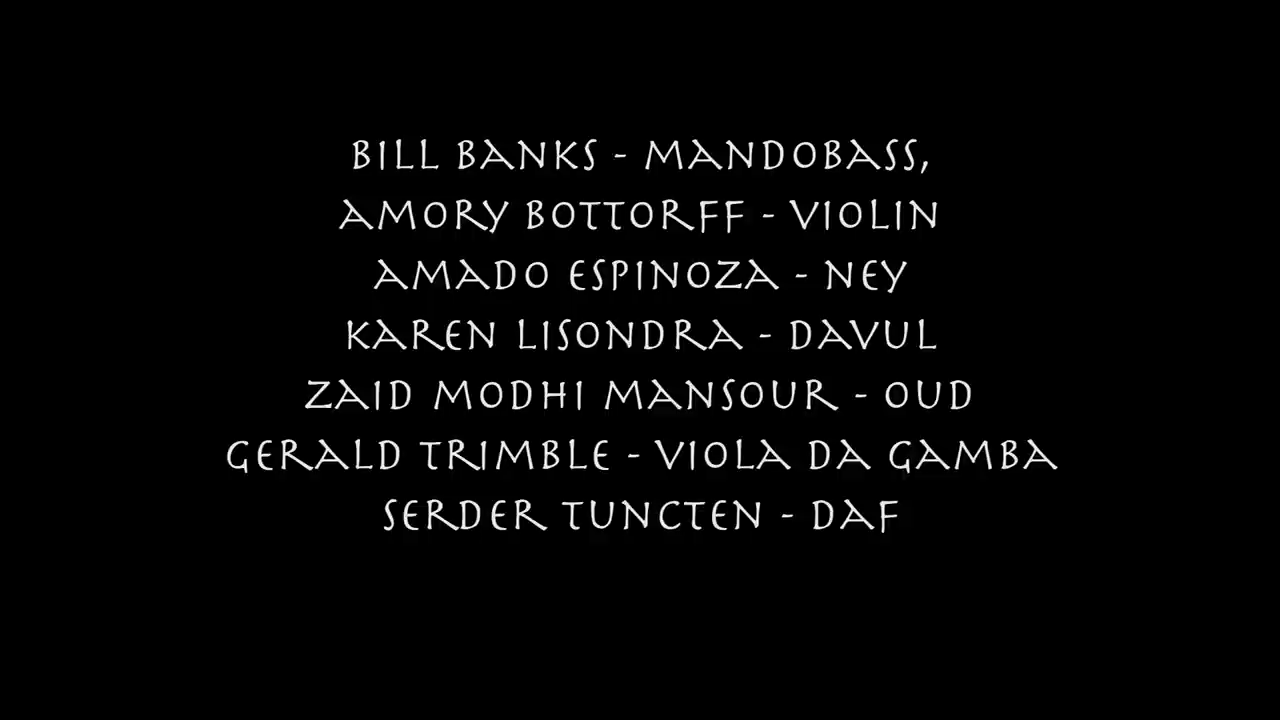 BILL BANKS - MANDOBASS,
AMORY BOTTORFF - VIOLIN
AMADO ESPINOZA - NEY
KAREN LISONDRA - DAVUL
ZAID MODHI MANSOUR - OUD
GERALD TRIMBLE - VIOLA DA GAMBA
SERDER TUNCTEN - DAF